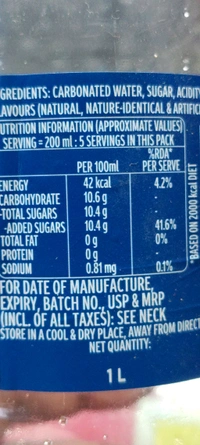 GREDIENTS: CARBONATED WATER, SUGAR, ACIDITY
AVOURS (NATURAL, NATURE-IDENTICAL & ARTIFIC
UTRITION INFORMATION (APPROXIMATE VALUES)
SERVING = 200 ml : 5 SERVINGS IN THIS PACK
PER 100ml %RDA* PER SERVE
ENERGY 42 kcal 4.2%
CARBOHYDRATE 10.6 g -
-TOTAL SUGARS 10.4 g -
-ADDED SUGARS 10.4 g 41.6%
TOTAL FAT 0 g 0%
PROTEIN 0 g -
SODIUM 0.81 mg 0.1%
*BASED ON 2000 kcal DIET
FOR DATE OF MANUFACTURE,
EXPIRY, BATCH NO., USP & MRP
(INCL. OF ALL TAXES): SEE NECK
STORE IN A COOL & DRY PLACE, AWAY FROM DIRECT
NET QUANTITY:
1 L